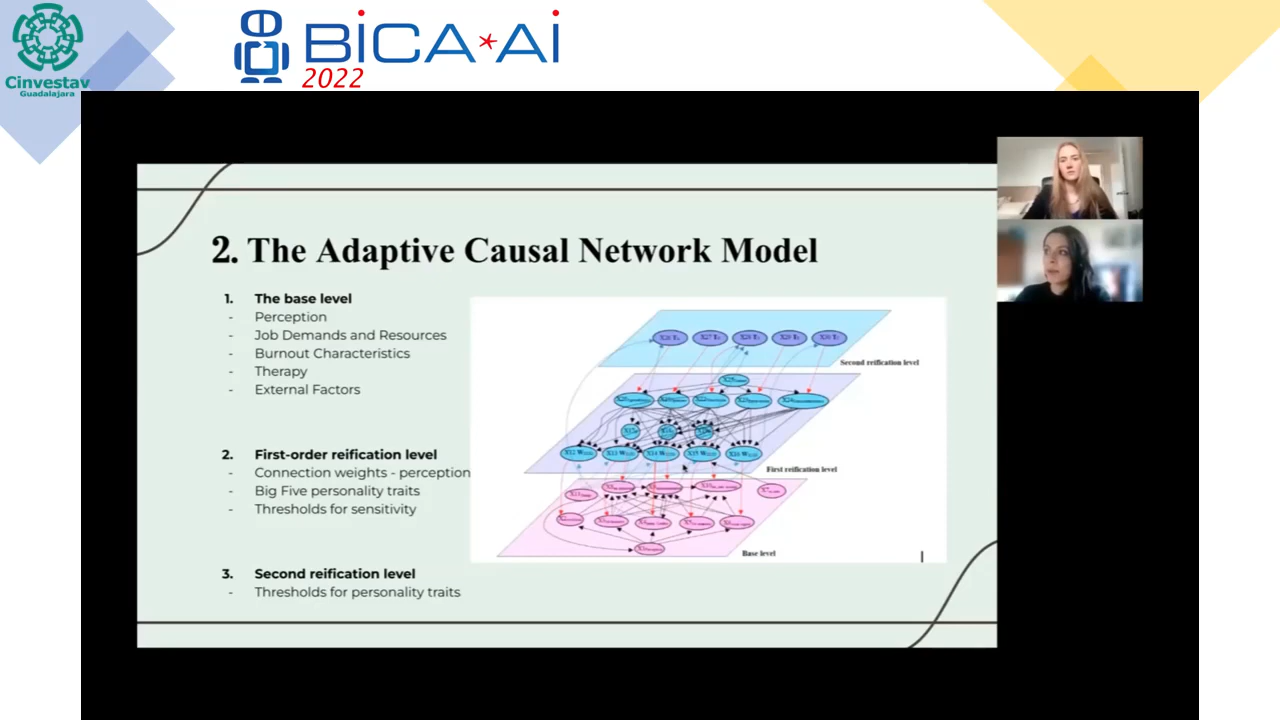 Cinvestav
Guadalajara
BiCA*Ai
2022
2. The Adaptive Causal Network Model
1. The base level
- Perception
- Job Demands and Resources
- Burnout Characteristics
- Therapy
- External Factors
2. First-order reification level
- Connection weights - perception
- Big Five personality traits
- Thresholds for sensitivity
3. Second reification level
- Thresholds for personality traits
Second reification level
First reification level
Base level